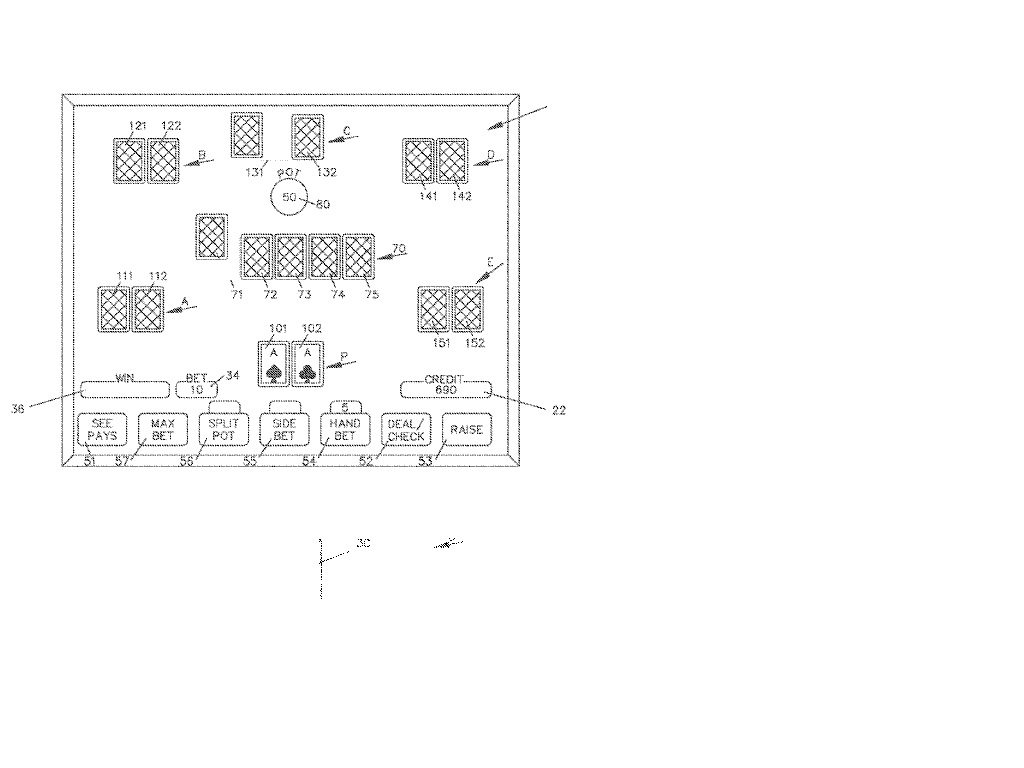 121 122
C
B
D
131
132
POT
141 142
50
80
70
E
71 72 73 74 75
111 112
A
151 152
101 102
A A
P
WIN
BET
34
CREDIT
10
690
36
22
5
SEE PAYS
MAX BET
SPLIT POT
SIDE BET
HAND BET
DEAL/ CHECK
RAISE
51 57 56 55 54 52 53
30